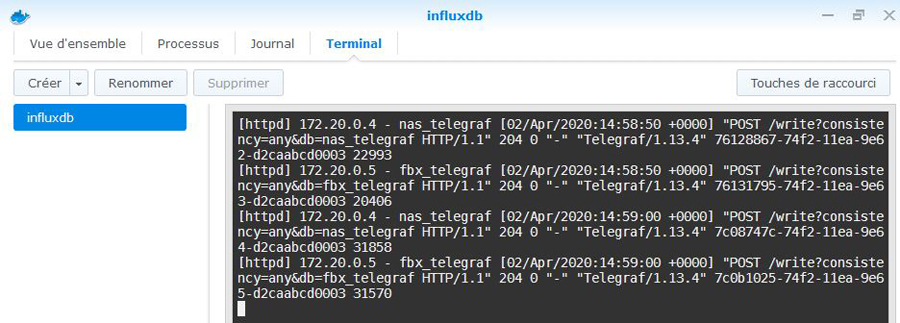 influxdb
Vue d'ensemble Processus Journal Terminal
Créer Renommer Supprimer Touches de raccourci
influxdb
[httpd] 172.20.0.4 - nas_telegraf [02/Apr/2020:14:58:50 +0000] "POST /write?consiste
ncy=any&db=nas_telegraf HTTP/1.1" 204 0 "-" "Telegraf/1.13.4" 76128867-74f2-11ea-9e6
2-d2caabcd0003 22993
[httpd] 172.20.0.5 - fbx_telegraf [02/Apr/2020:14:58:50 +0000] "POST /write?consiste
ncy=any&db=fbx_telegraf HTTP/1.1" 204 0 "-" "Telegraf/1.13.4" 76131795-74f2-11ea-9e6
3-d2caabcd0003 20406
[httpd] 172.20.0.4 - nas_telegraf [02/Apr/2020:14:59:00 +0000] "POST /write?consiste
ncy=any&db=nas_telegraf HTTP/1.1" 204 0 "-" "Telegraf/1.13.4" 7c08747c-74f2-11ea-9e6
4-d2caabcd0003 31858
[httpd] 172.20.0.5 - fbx_telegraf [02/Apr/2020:14:59:00 +0000] "POST /write?consiste
ncy=any&db=fbx_telegraf HTTP/1.1" 204 0 "-" "Telegraf/1.13.4" 7c0b1025-74f2-11ea-9e6
5-d2caabcd0003 31570